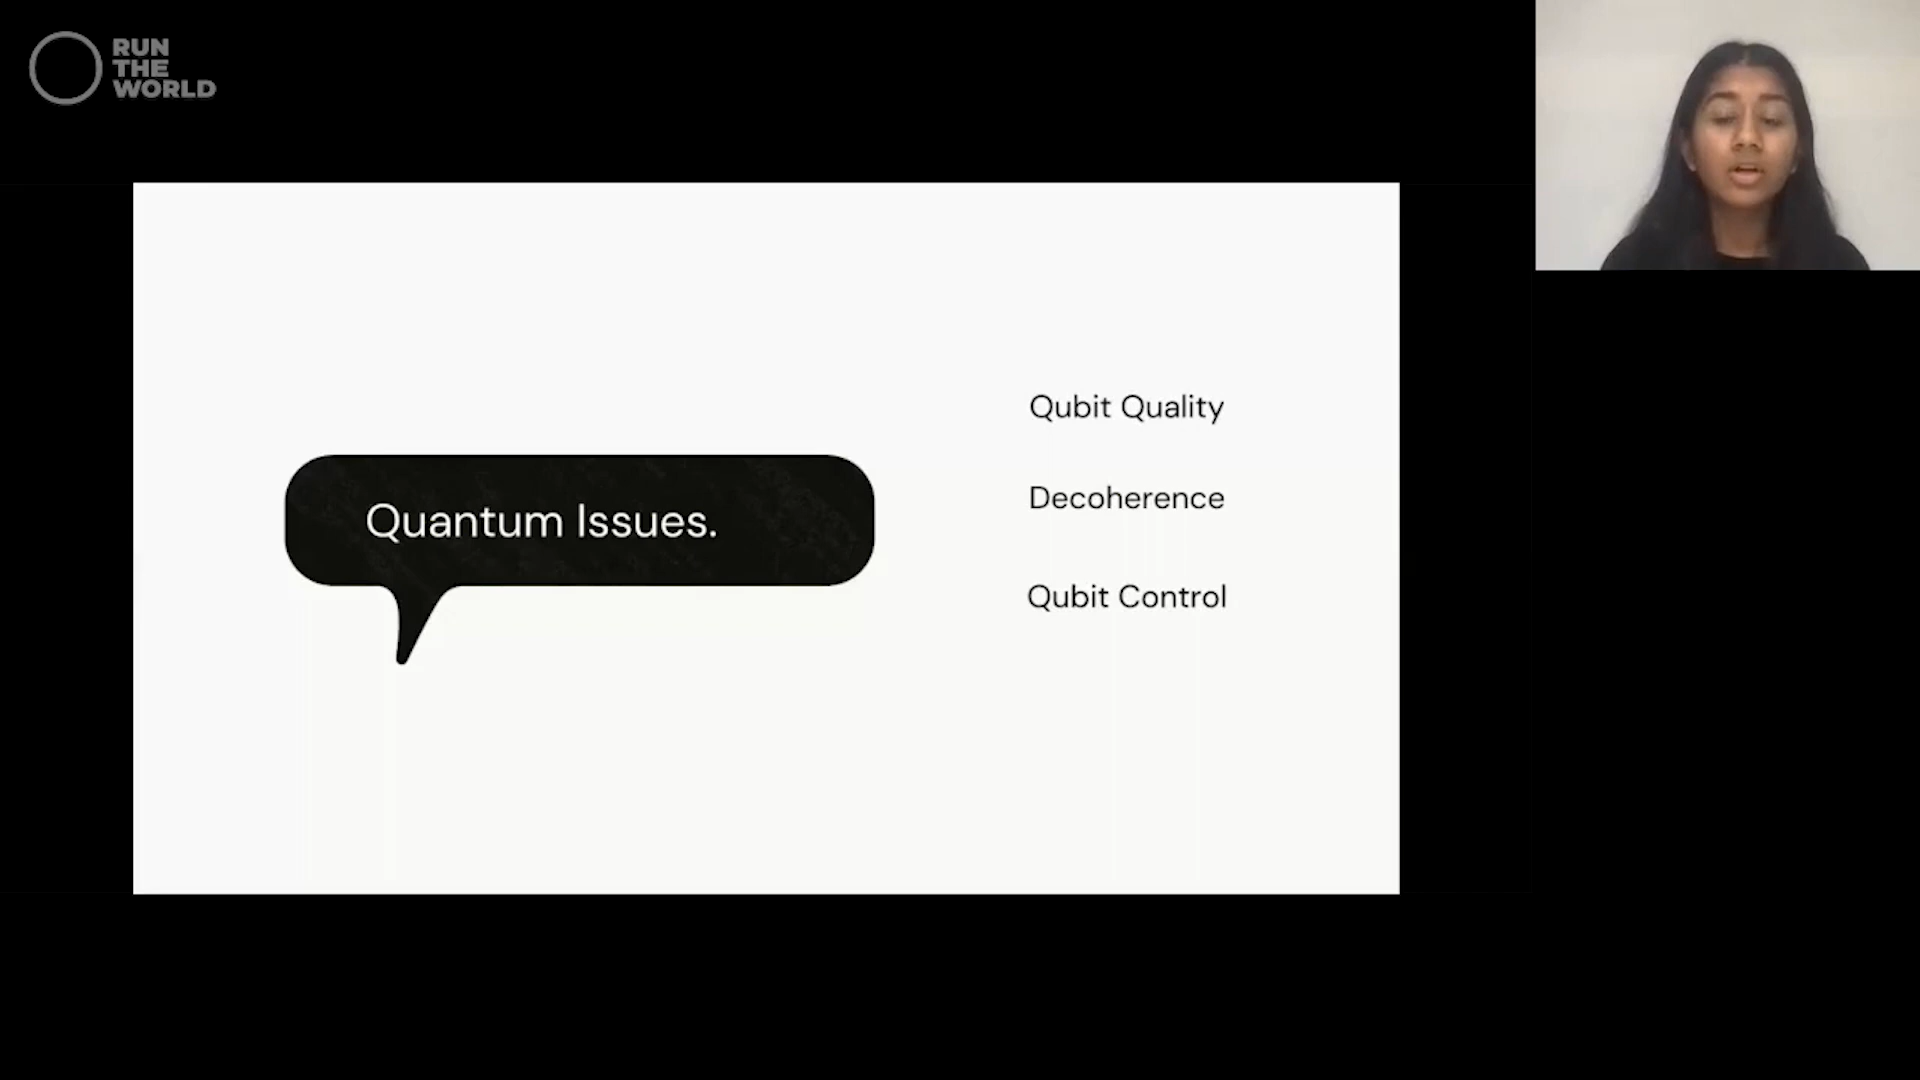 RUN
THE
WORLD
Quantum Issues.
Qubit Quality
Decoherence
Qubit Control